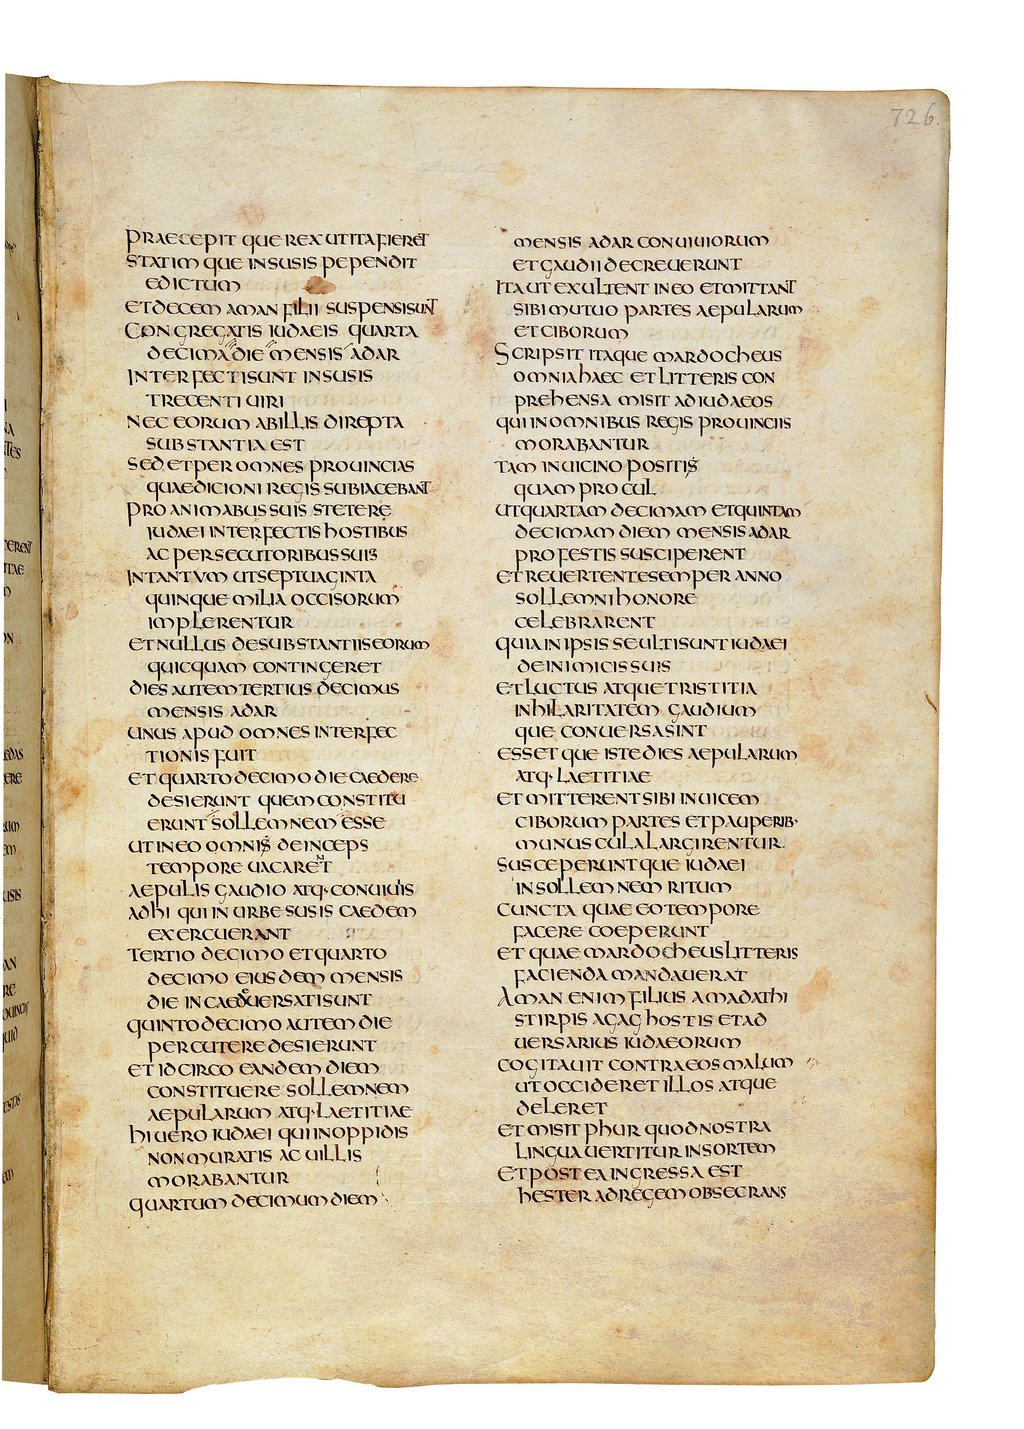 726.
PRAECEPIT QUE REX UT ITA FIERET
STATIM QUE IN SUSIS PEPENDIT
EDICTUM
ET DECEM AMAN FILII SUSPENSI SUNT
CONGREGATIS IUDAEIS QUARTA
DECIMA DIE MENSIS ADAR
INTERFECTI SUNT IN SUSIS
TRECENTI UIRI
NEC EORUM AB ILLIS DIREPTA
SUBSTANTIA EST
SED ET PER OMNES PROUINCIAS
QUAE DICIONI REGIS SUBIACEBANT
PRO ANIMABUS SUIS STETERE
IUDAEI INTERFECTIS HOSTIBUS
AC PERSECUTORIBUS SUIS
IN TANTVM UT SEPTUAGINTA
QUINQUE MILIA OCCISORUM
IMPLERENTUR
ET NULLUS DE SUBSTANTIIS EORUM
QUICQUAM CONTINGERET
DIES AUTEM TERTIUS DECIMUS
MENSIS ADAR
UNUS APUD OMNES INTERFEC
TIONIS FUIT
ET QUARTO DECIMO DIE CAEDERE
DESIERUNT QUEM CONSTITU
ERUNT SOLLEMNEM ESSE
UT IN EO OMNIS DEINCEPS
TEMPORE UACARENT
AEPULIS GAUDIO ATQ· CONUIUIIS
AD HI QUI IN URBE SUSIS CAEDEM
EXERCUERANT
TERTIO DECIMO ET QUARTO
DECIMO EIUSDEM MENSIS
DIE IN CAEDE UERSATI SUNT
QUINTO DECIMO AUTEM DIE
PERCUTERE DESIERUNT
ET IDCIRCO EANDEM DIEM
CONSTITUERE SOLLEMNEM
AEPULARUM ATQ· LAETITIAE
HI UERO IUDAEI QUI IN OPPIDIS
NON MURATIS AC UILLIS
MORABANTUR
QUARTUM DECIMUM DIEM
MENSIS ADAR CONUIUIORUM
ET GAUDII DECREUERUNT
ITA UT EXULTENT IN EO ET MITTANT
SIBI MUTUO PARTES AEPULARUM
ET CIBORUM
SCRIPSIT ITAQUE MARDOCHEUS
OMNIA HAEC ET LITTERIS CON
PREHENSA MISIT AD IUDAEOS
QUI IN OMNIBUS REGIS PROUINCIIS
MORABANTUR
TAM IN UICINO POSITIS
QUAM PROCUL
UT QUARTAM DECIMAM ET QUINTAM
DECIMAM DIEM MENSIS ADAR
PRO FESTIS SUSCIPERENT
ET REUERTENTE SEMPER ANNO
SOLLEMNI HONORE
CELEBRARENT
QUIA IN IPSIS SE ULTI SUNT IUDAEI
DE INIMICIS SUIS
ET LUCTUS ATQUE TRISTITIA
IN HILARITATEM GAUDIUM
QUE CONUERSA SINT
ESSETQUE ISTE DIES AEPULARUM
ATQ· LAETITIAE
ET MITTERENT SIBI INUICEM
CIBORUM PARTES ET PAUPERIB·
MUNUSCULA LARGIRENTUR.
SUSCEPERUNTQUE IUDAEI
IN SOLLEMNEM RITUM
CUNCTA QUAE EO TEMPORE
FACERE COEPERUNT
ET QUAE MARDOCHEUS LITTERIS
FACIENDA MANDAUERAT
AMAN ENIM FILIUS AMADATHI
STIRPIS AGAG HOSTIS ET AD
UERSARIUS IUDAEORUM
COGITAUIT CONTRA EOS MALUM
UT OCCIDERET ILLOS ATQUE
DELERET
ET MISIT PHUR QUOD NOSTRA
LINGUA UERTITUR IN SORTEM
ET POSTEA INGRESSA EST
HESTER AD REGEM OBSECRANS